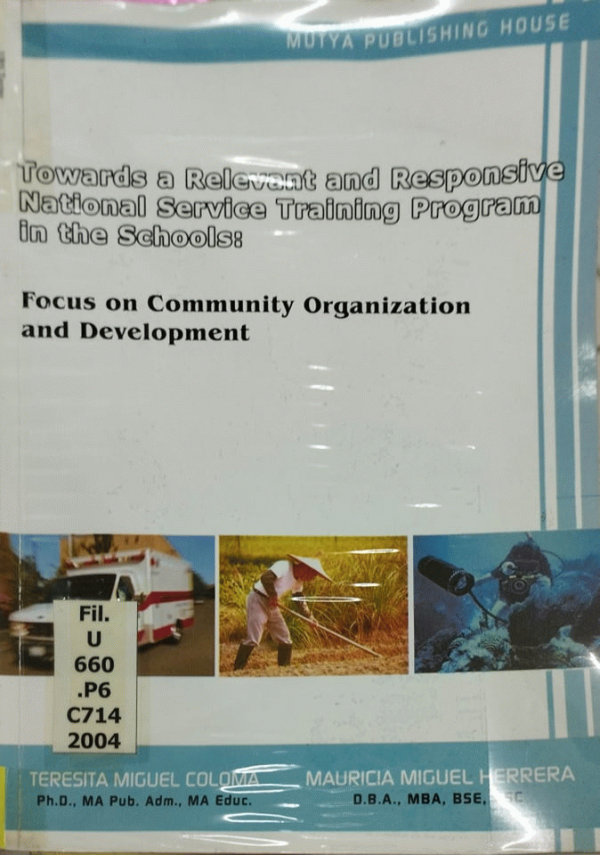 MUTYA PUBLISHING HOUSE
Towards a Relevant and Responsive
National Service Training Program
in the Schools:
Focus on Community Organization
and Development
Fil.
U
660
.P6
C714
2004
TERESITA MIGUEL COLOMA
Ph.D., MA Pub. Adm., MA Educ.
MAURICIA MIGUEL HERRERA
D.B.A., MBA, BSE,